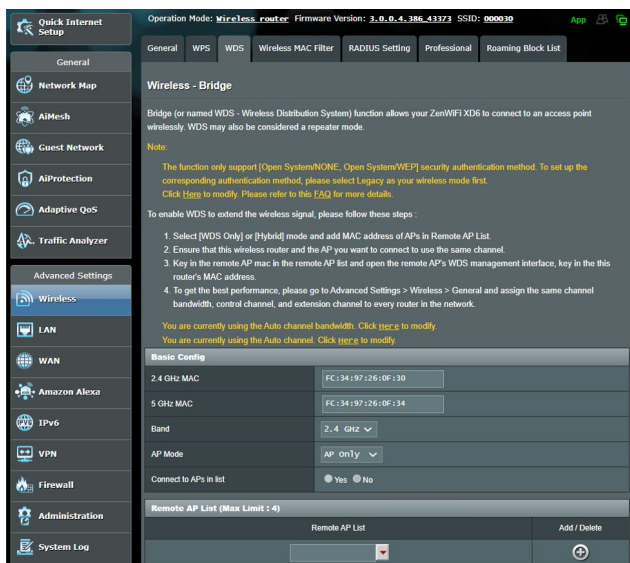 Quick Internet
Setup
Operation Mode: Wireless router Firmware Version: 3.0.0.4.386_43373 SSID: 000030
App
General
WPS
WDS
Wireless MAC Filter
RADIUS Setting
Professional
Roaming Block List
General
Network Map
AiMesh
Guest Network
AiProtection
Adaptive QoS
Traffic Analyzer
Advanced Settings
Wireless
LAN
WAN
Amazon Alexa
IPv6
VPN
Firewall
Administration
System Log
Wireless - Bridge
Bridge (or named WDS - Wireless Distribution System) function allows your ZenWiFI XD6 to connect to an access point
wirelessly. WDS may also be considered a repeater mode.
Note:
The function only support [Open System/NONE, Open System/WEP] security authentication method. To set up the
corresponding authentication method, please select Legacy as your wireless mode first.
Click Here to modify. Please refer to this FAQ for more details.
To enable WDS to extend the wireless signal, please follow these steps :
1. Select [WDS Only] or [Hybrid] mode and add MAC address of APs in Remote AP List.
2. Ensure that this wireless router and the AP you want to connect to use the same channel.
3. Key in the remote AP mac in the remote AP list and open the remote AP's WDS management interface, key in the this
router's MAC address.
4. To get the best performance, please go to Advanced Settings > Wireless > General and assign the same channel
bandwidth, control channel, and extension channel to every router in the network.
You are currently using the Auto channel bandwidth. Click Here to modify.
You are currently using the Auto channel. Click Here to modify.
Basic Config
2.4 GHz MAC
FC:34:97:26:0F:30
5 GHz MAC
FC:34:97:26:0F:34
Band
2.4 GHz
AP Mode
AP Only
Connect to APs in list
Yes No
Remote AP List (Max Limit : 4)
Remote AP List
Add / Delete